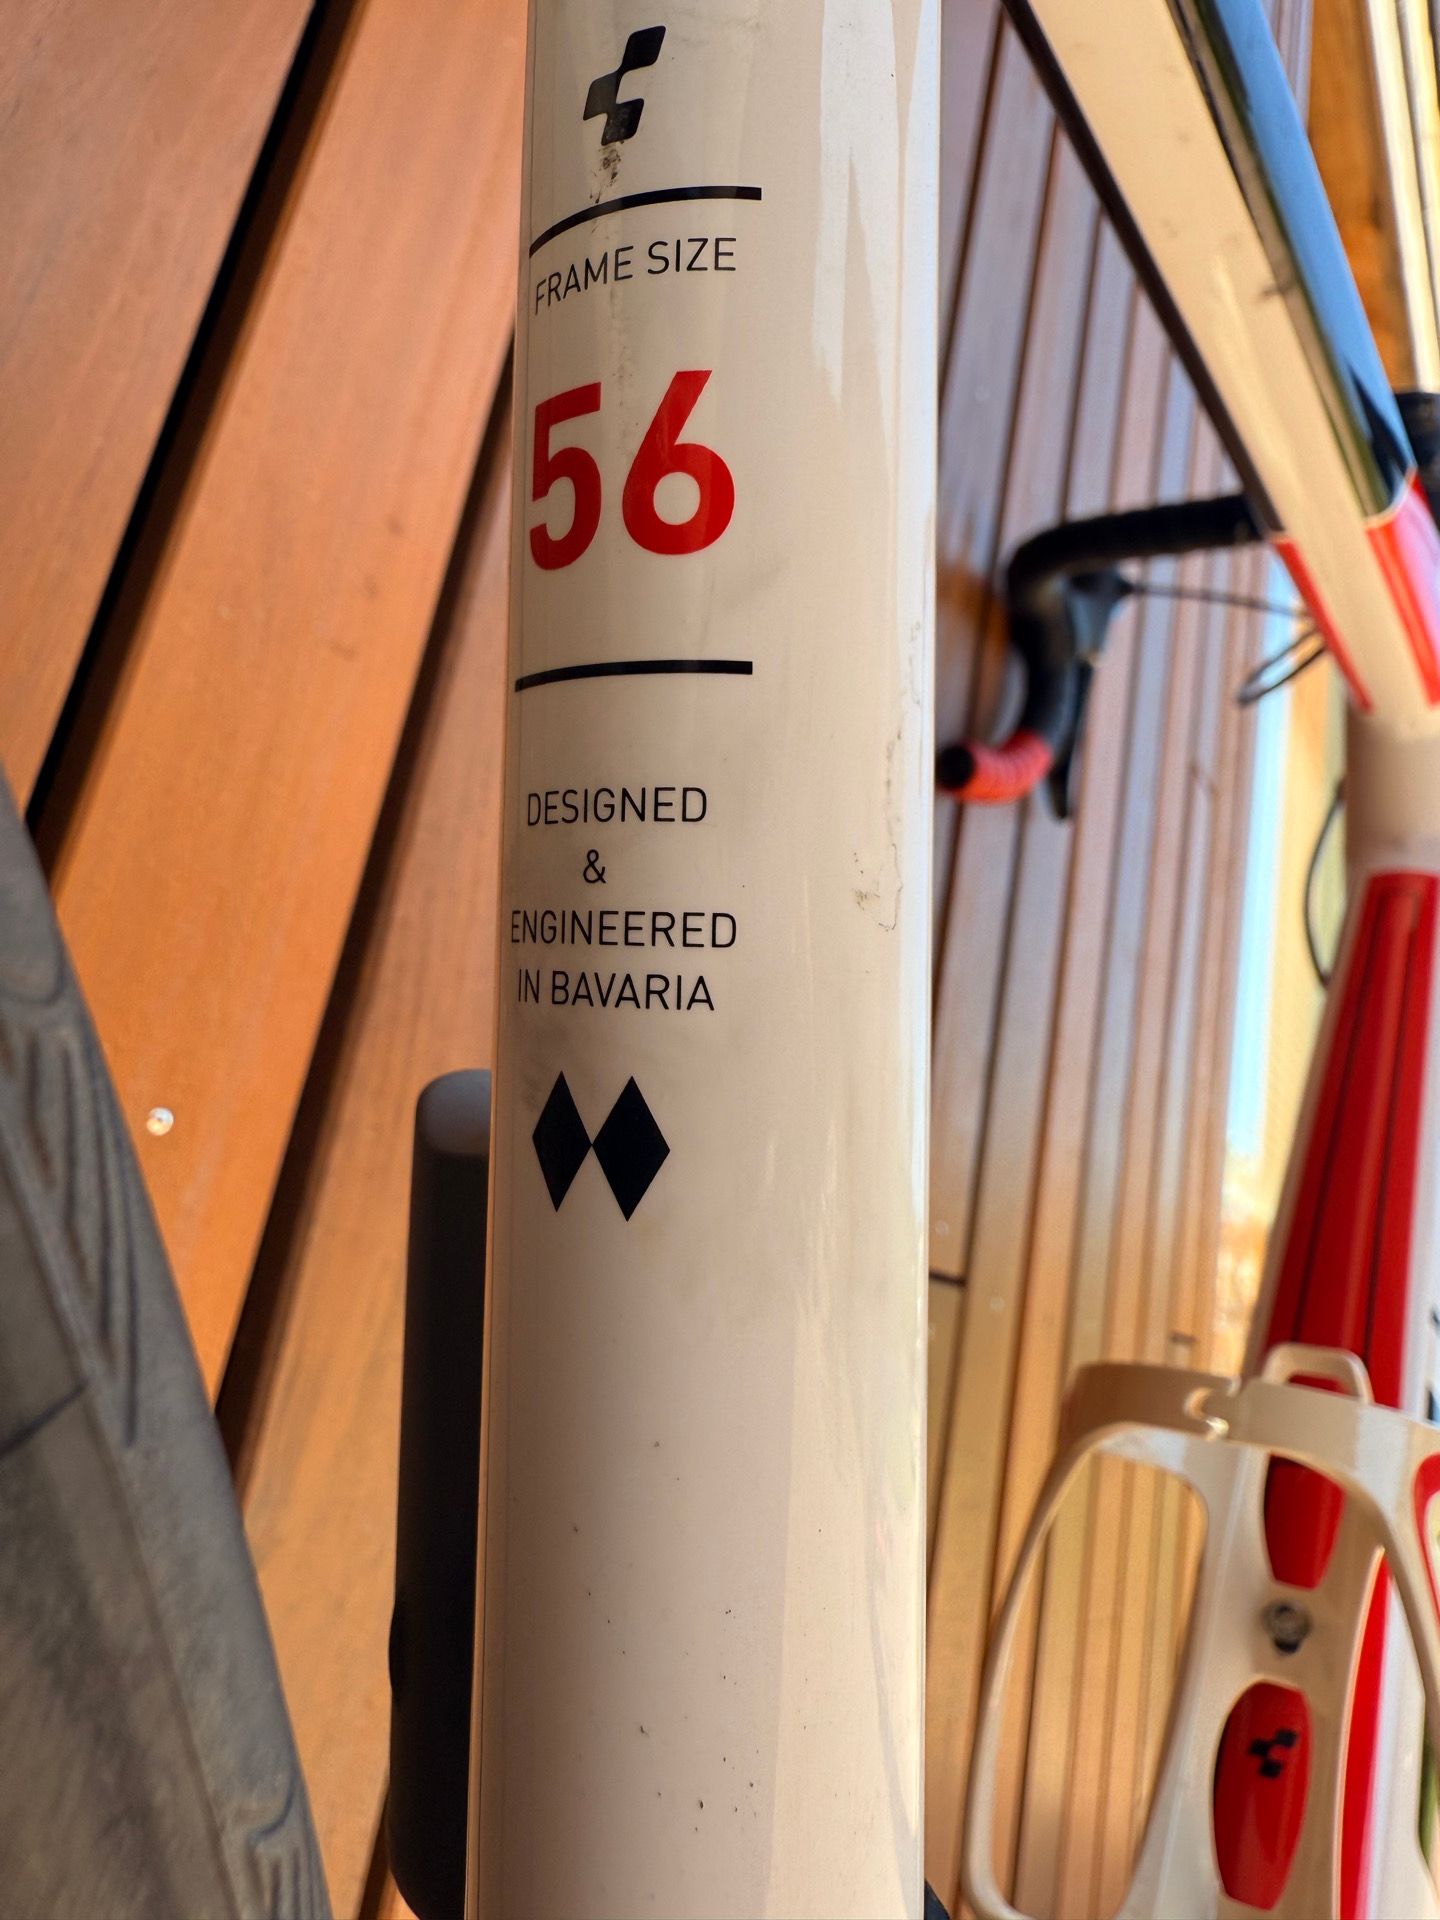 FRAME SIZE
56
DESIGNED
&
ENGINEERED
IN BAVARIA